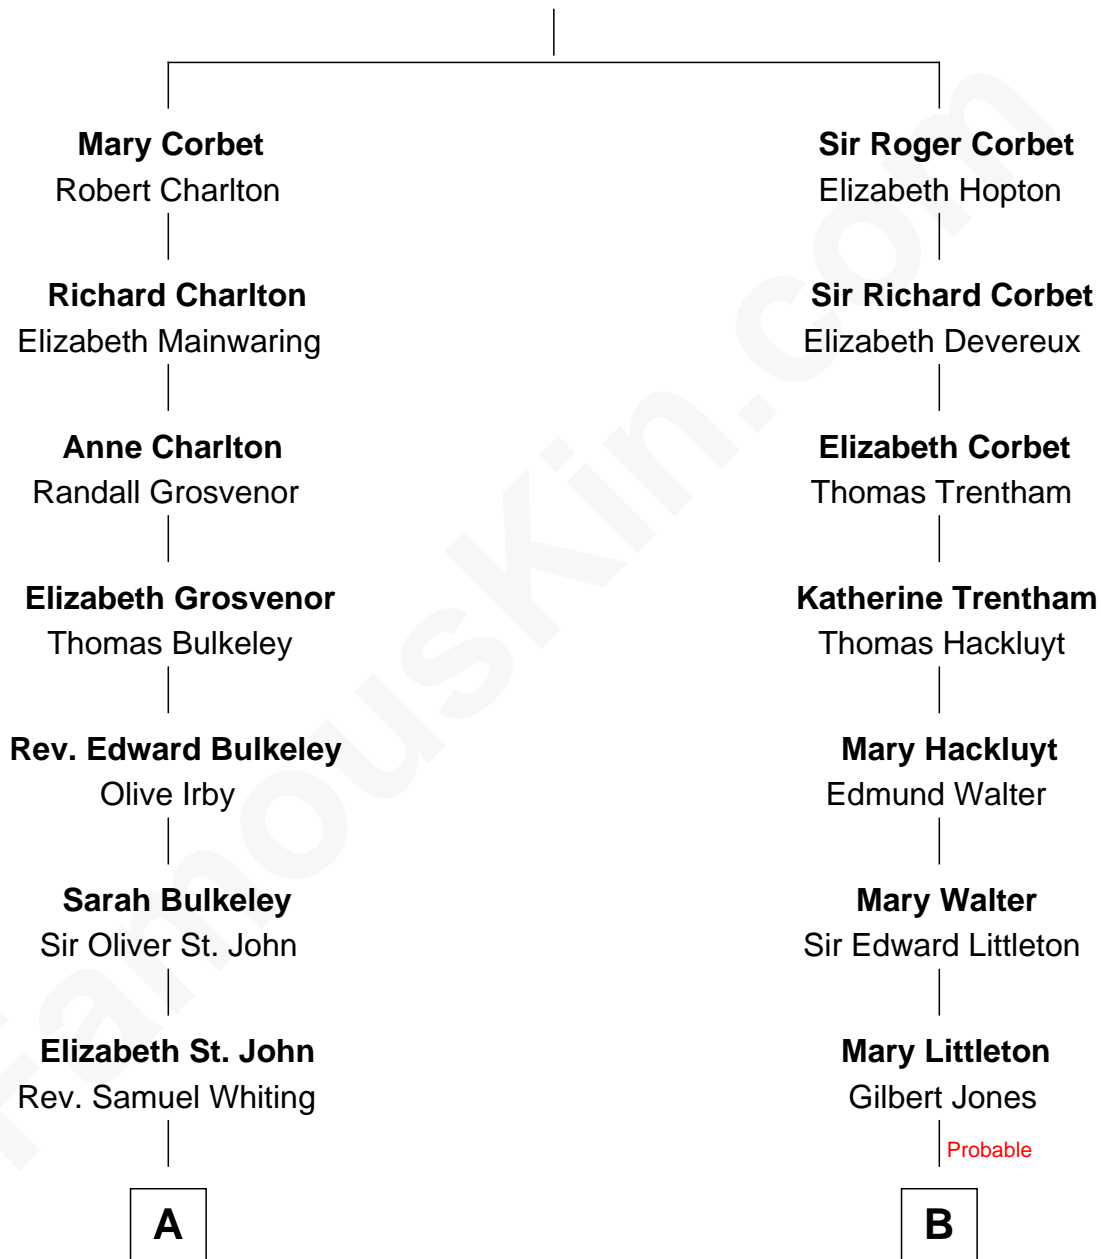 Mary Corbet
Robert Charlton
Richard Charlton
Elizabeth Mainwaring
Anne Charlton
Randall Grosvenor
Elizabeth Grosvenor
Thomas Bulkeley
Rev. Edward Bulkeley
Olive Irby
Sarah Bulkeley
Sir Oliver St. John
Elizabeth St. John
Rev. Samuel Whiting
A
Sir Roger Corbet
Elizabeth Hopton
Sir Richard Corbet
Elizabeth Devereux
Elizabeth Corbet
Thomas Trentham
Katherine Trentham
Thomas Hackluyt
Mary Hackluyt
Edmund Walter
Mary Walter
Sir Edward Littleton
Mary Littleton
Gilbert Jones
Probable
B
FamousKin.com